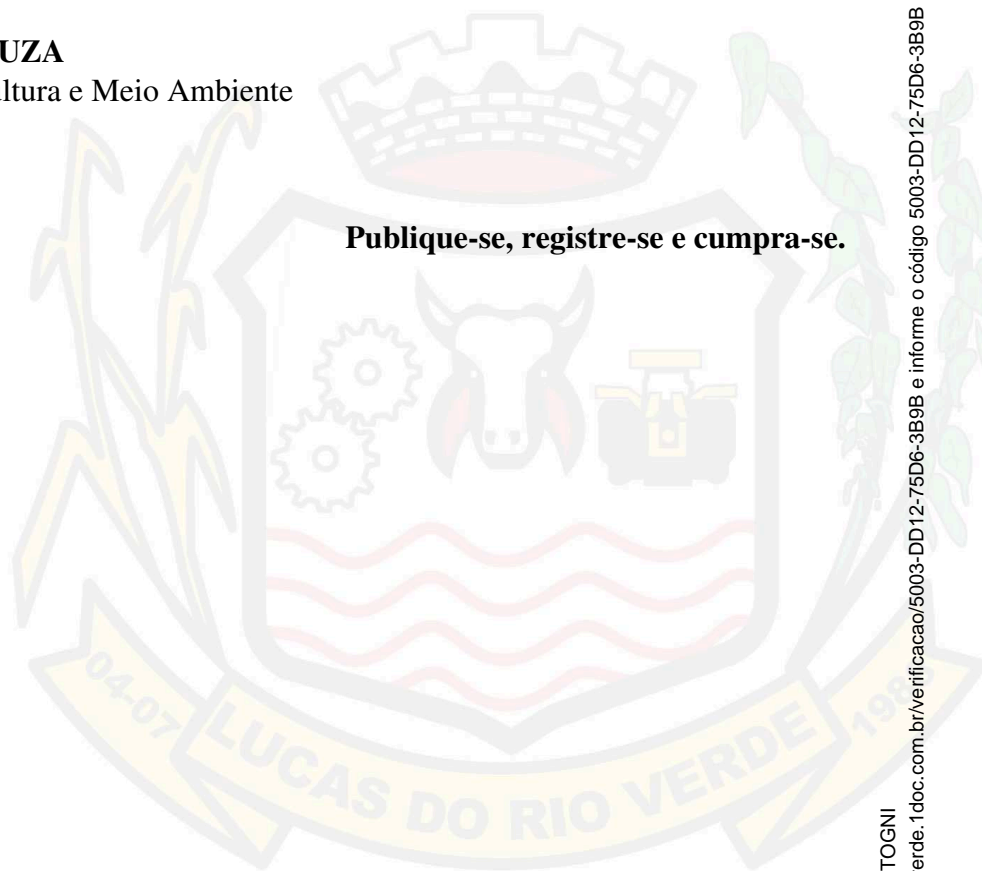 UZA
ltura e Meio Ambiente
Publique-se, registre-se e cumpra-se.
04-07
LUCAS DO RIO VERDE
1988
TOGNI
erde.1doc.com.br/verificacao/5003-DD12-75D6-3B9B e informe o código 5003-DD12-75D6-3B9B